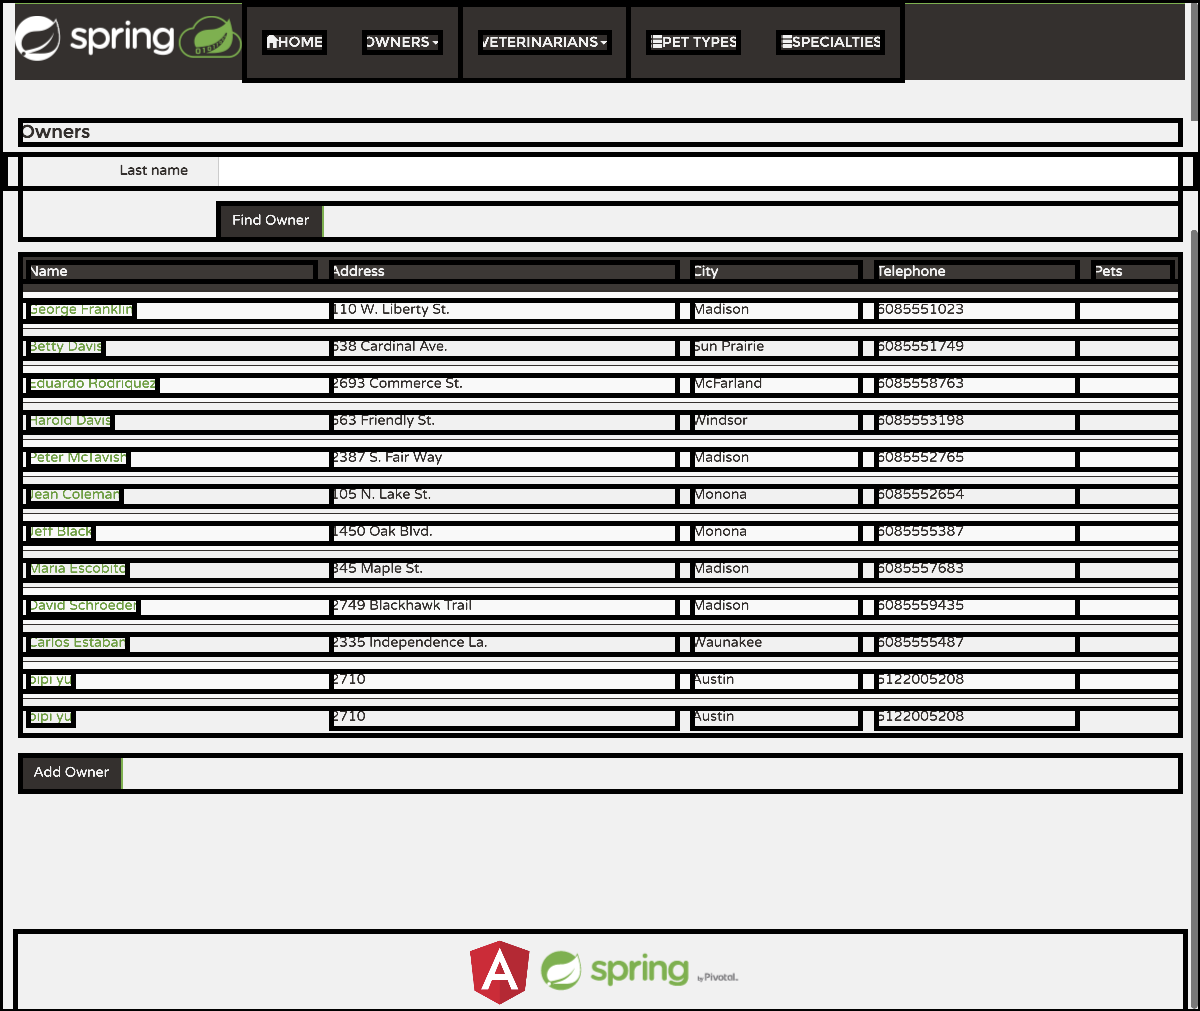 spring HOME OWNERS VETERINARIANS PET TYPES SPECIALTIES
Owners
Last name
Find Owner
Name Address City Telephone Pets
George Franklin 110 W. Liberty St. Madison 6085551023
Betty Davis 638 Cardinal Ave. Sun Prairie 6085551749
Eduardo Rodriquez 2693 Commerce St. McFarland 6085558763
Harold Davis 563 Friendly St. Windsor 6085553198
Peter McTavish 2387 S. Fair Way Madison 6085552765
Jean Coleman 105 N. Lake St. Monona 6085552654
Jeff Black 1450 Oak Blvd. Monona 6085555387
Maria Escobito 345 Maple St. Madison 6085557683
David Schroeder 2749 Blackhawk Trail Madison 6085559435
Carlos Estaban 2335 Independence La. Waunakee 6085555487
yu 2710 Austin 5122005208
yu 2710 Austin 5122005208
Add Owner
spring by Pivotal.